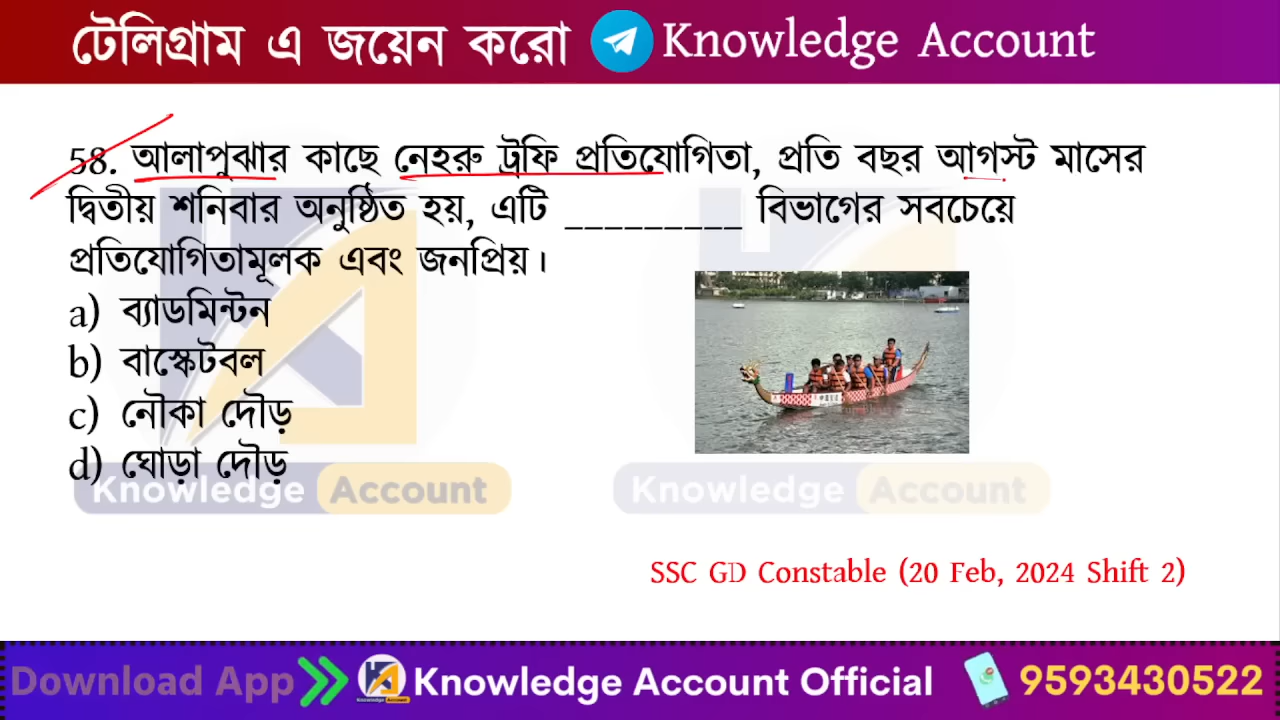 টেলিগ্রাম এ জয়েন করো Knowledge Account
58. আলাপুঝার কাছে নেহরু ট্রফি প্রতিযোগিতা, প্রতি বছর আগস্ট মাসের
দ্বিতীয় শনিবার অনুষ্ঠিত হয়, এটি _________ বিভাগের সবচেয়ে
প্রতিযোগিতামূলক এবং জনপ্রিয়।
a) ব্যাডমিন্টন
b) বাস্কেটবল
c) নৌকা দৌড়
d) ঘোড়া দৌড়
Knowledge Account
Knowledge Account
SSC GD Constable (20 Feb, 2024 Shift 2)
Download App Knowledge Account Official 9593430522